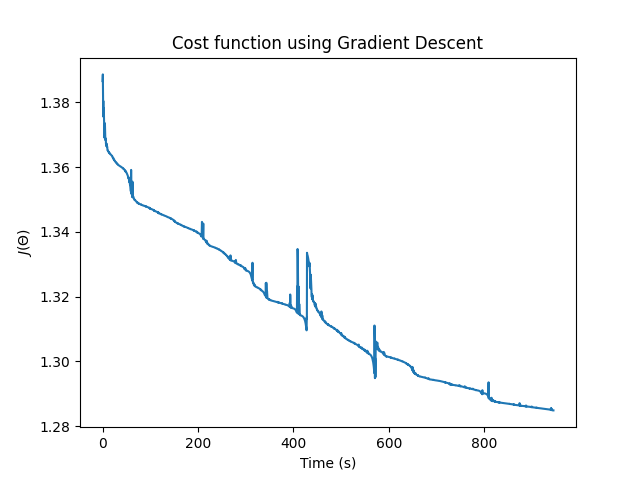 Cost function using Gradient Descent
J(Θ)
1.38
1.36
1.34
1.32
1.30
1.28
0 200 400 600 800
Time (s)